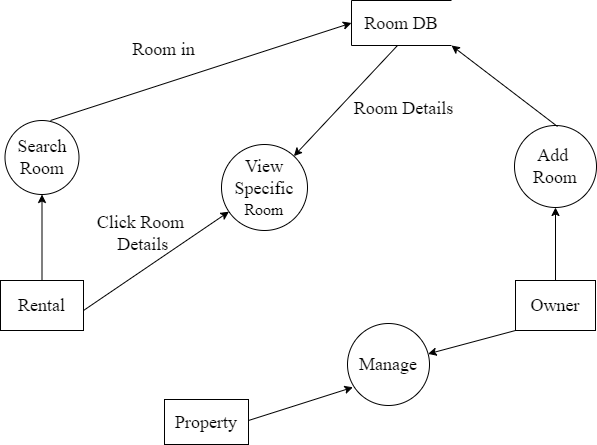 Room DB
Room in
Room Details
Search
Room
View
Specific
Room
Add
Room
Click Room
Details
Rental
Owner
Manage
Property